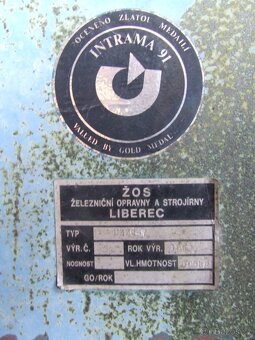 OCENĚNO ZLATOU MEDAILÍ
INTRAMA 91
VALLED BY GOLD MEDAL
ŽOS
ŽELEZNIČNÍ OPRAVNY A STROJÍRNY
LIBEREC
TYP
VÝR. Č. ROK VÝR.
NOSNOST VL. HMOTNOST
GO/ROK